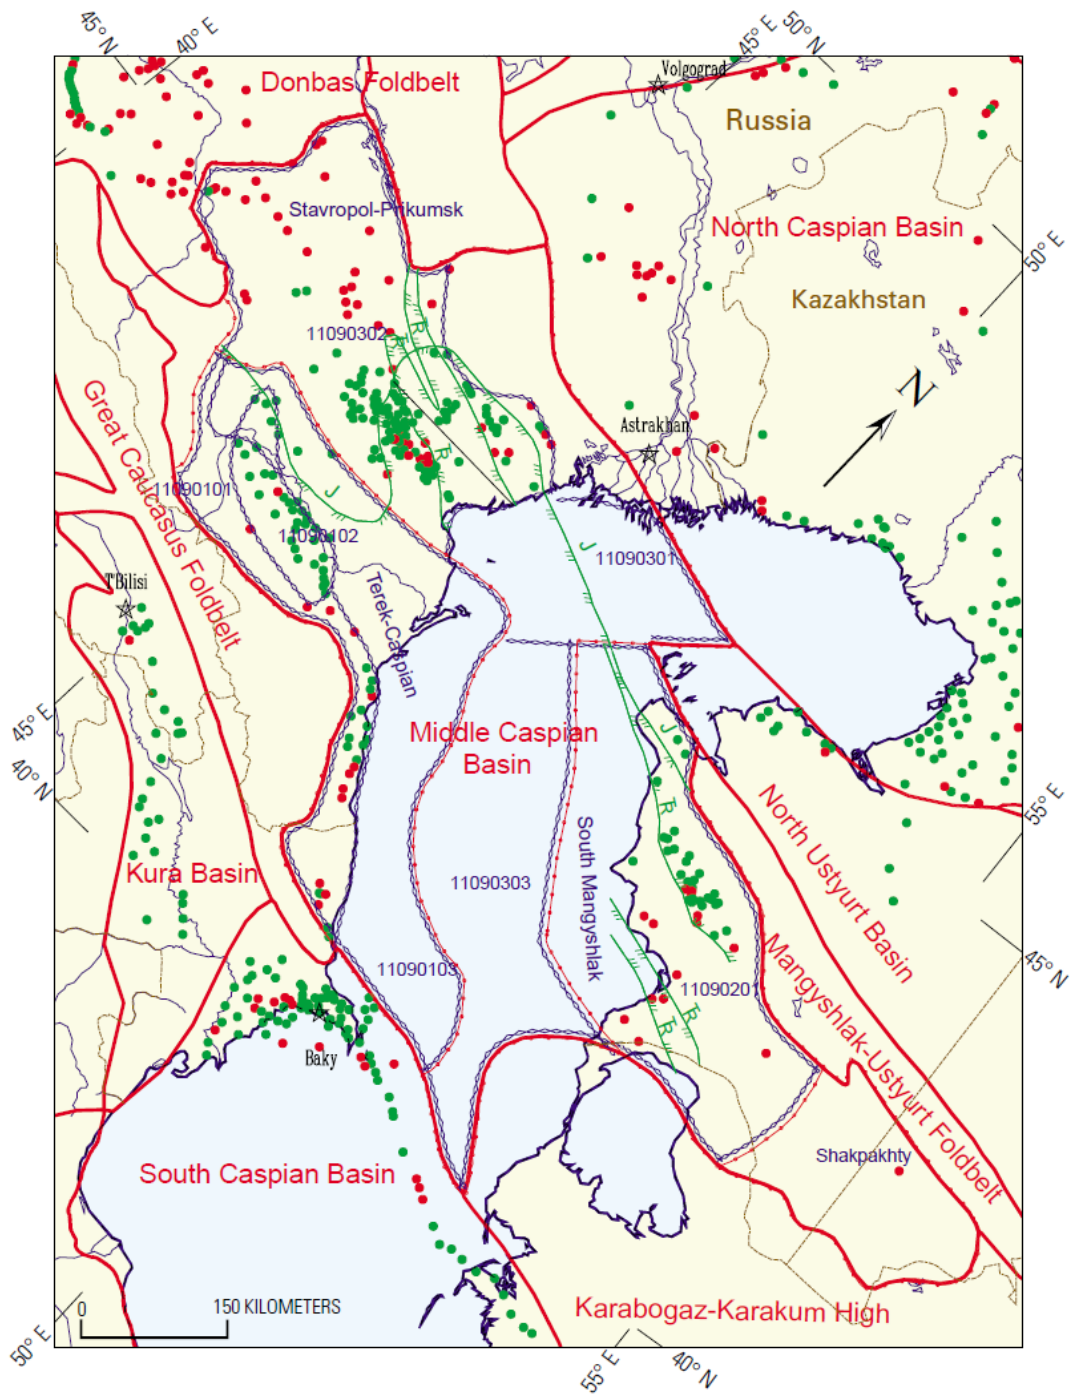 45° N
40° E
45° E
50° N
Volgograd
Donbas Foldbelt
Russia
Stavropol-Prikumsk
North Caspian Basin
50° E
Kazakhstan
11090302
R
R
R
R
N
Great Caucasus Foldbelt
Astrakhan
11090101
J
11090102
J
11090301
T'Bilisi
Terek-Caspian
45° E
Middle Caspian
Basin
J
40° N
R
55° E
North Ustyurt Basin
South Mangyshlak
Kura Basin
11090303
Mangyshlak-Ustyurt Foldbelt
45° N
11090103
11090201
R
R
Baky
South Caspian Basin
Shakpakhty
0
150 KILOMETERS
Karabogaz-Karakum High
50° E
55° E
40° N